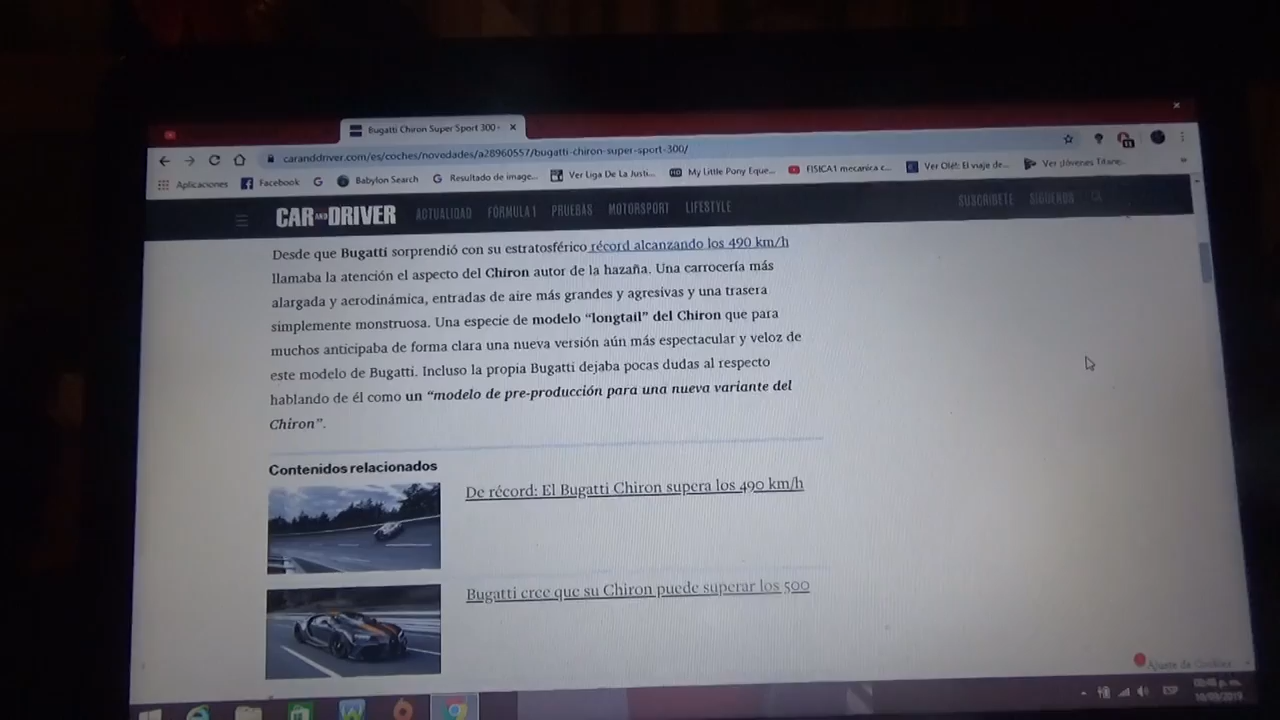 Bugatti Chiron Super Sport 300+
caranddriver.com/es/coches/novedades/a28960557/bugatti-chiron-super-sport-300/
Aplicaciones Facebook Babylon Search Resultado de image... Ver Liga De La Justi... My Little Pony Eque... FISICA1 mecanica c... Ver Olé!: El viaje de... Ver Jóvenes Titane...
CAR AND DRIVER ACTUALIDAD FÓRMULA 1 PRUEBAS MOTORSPORT LIFESTYLE SUSCRÍBETE SÍGUENOS
Desde que Bugatti sorprendió con su estratosférico récord alcanzando los 490 km/h
llamaba la atención el aspecto del Chiron autor de la hazaña. Una carrocería más
alargada y aerodinámica, entradas de aire más grandes y agresivas y una trasera
simplemente monstruosa. Una especie de modelo “longtail” del Chiron que para
muchos anticipaba de forma clara una nueva versión aún más espectacular y veloz de
este modelo de Bugatti. Incluso la propia Bugatti dejaba pocas dudas al respecto
hablando de él como un “modelo de pre-producción para una nueva variante del
Chiron”.
Contenidos relacionados
De récord: El Bugatti Chiron supera los 490 km/h
Bugatti cree que su Chiron puede superar los 500
Ajuste de Cookies
ESP